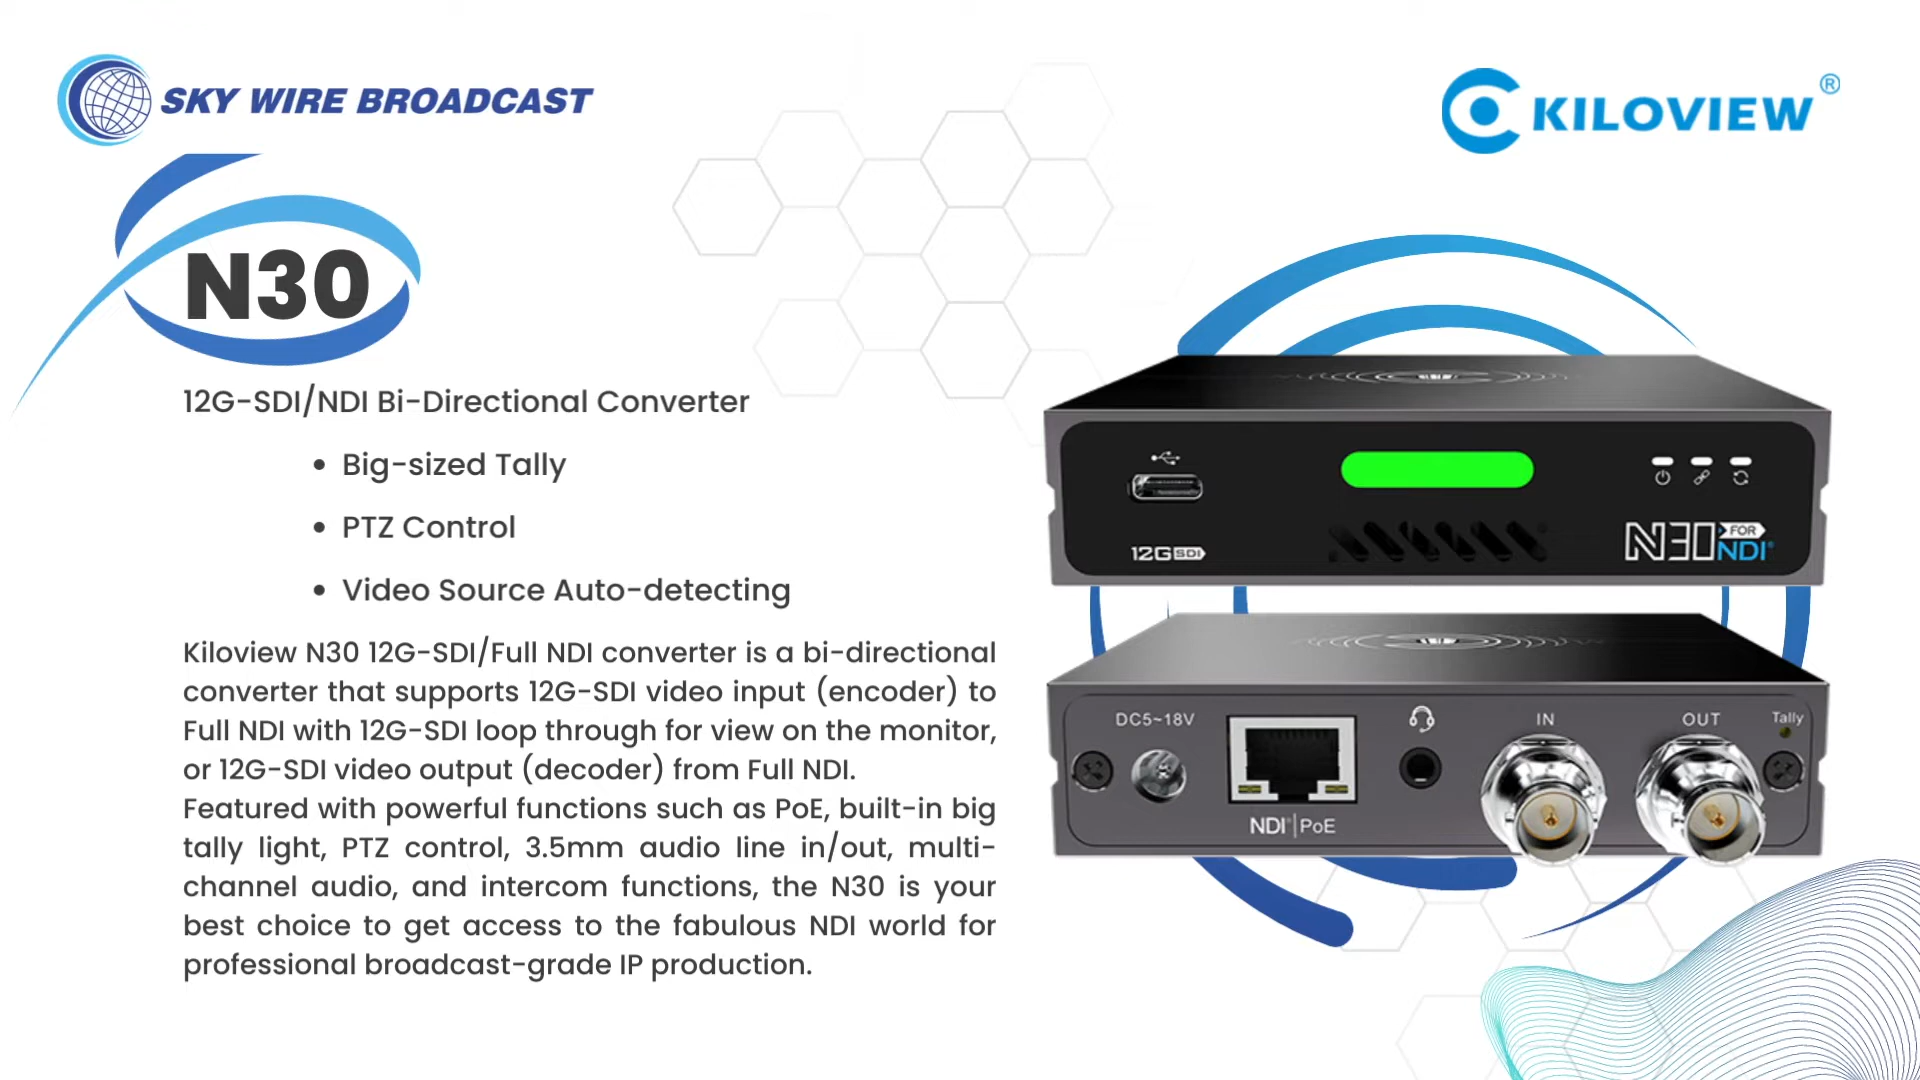 SKY WIRE BROADCAST
KILOVIEW®
N30
12G-SDI/NDI Bi-Directional Converter
• Big-sized Tally
• PTZ Control
• Video Source Auto-detecting
Kiloview N30 12G-SDI/Full NDI converter is a bi-directional
converter that supports 12G-SDI video input (encoder) to
Full NDI with 12G-SDI loop through for view on the monitor,
or 12G-SDI video output (decoder) from Full NDI.
Featured with powerful functions such as PoE, built-in big
tally light, PTZ control, 3.5mm audio line in/out, multi-
channel audio, and intercom functions, the N30 is your
best choice to get access to the fabulous NDI world for
professional broadcast-grade IP production.
12G SDI
N30 FOR NDI®
DC5~18V
IN
OUT
Tally
NDI® | PoE